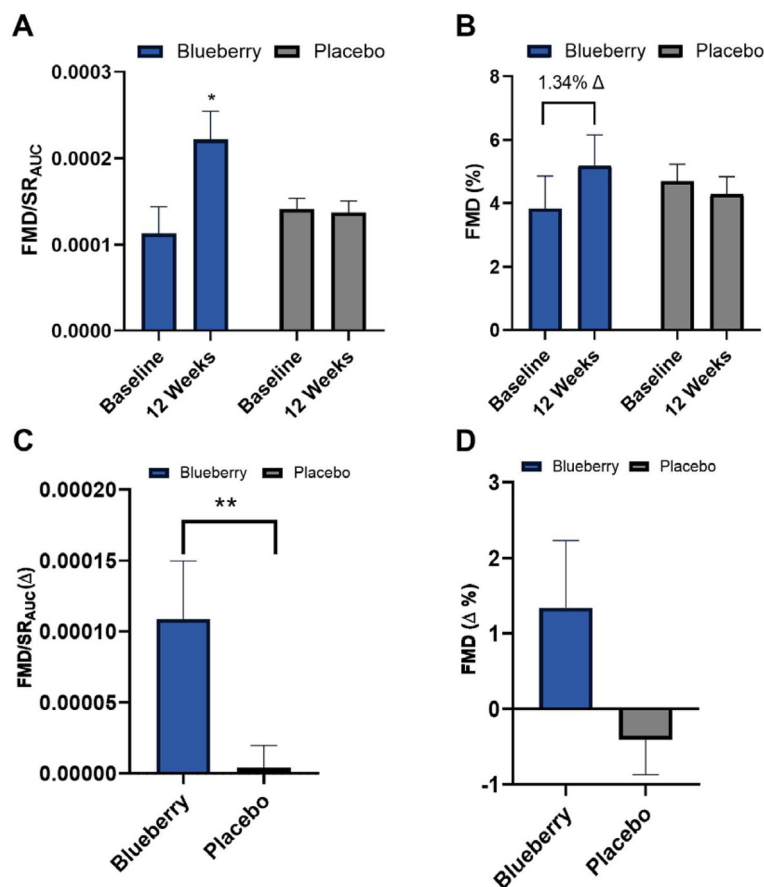 A
Blueberry Placebo
0.0003
0.0002
0.0001
0.0000
FMD/SRAUC
*
Baseline
12 Weeks
Baseline
12 Weeks
B
Blueberry Placebo
1.34% Δ
8
6
4
2
0
FMD (%)
Baseline
12 Weeks
Baseline
12 Weeks
C
Blueberry Placebo
0.00020
0.00015
0.00010
0.00005
0.00000
FMD/SRAUC(Δ)
**
Blueberry
Placebo
D
Blueberry Placebo
3
2
1
0
-1
FMD (Δ %)
Blueberry
Placebo